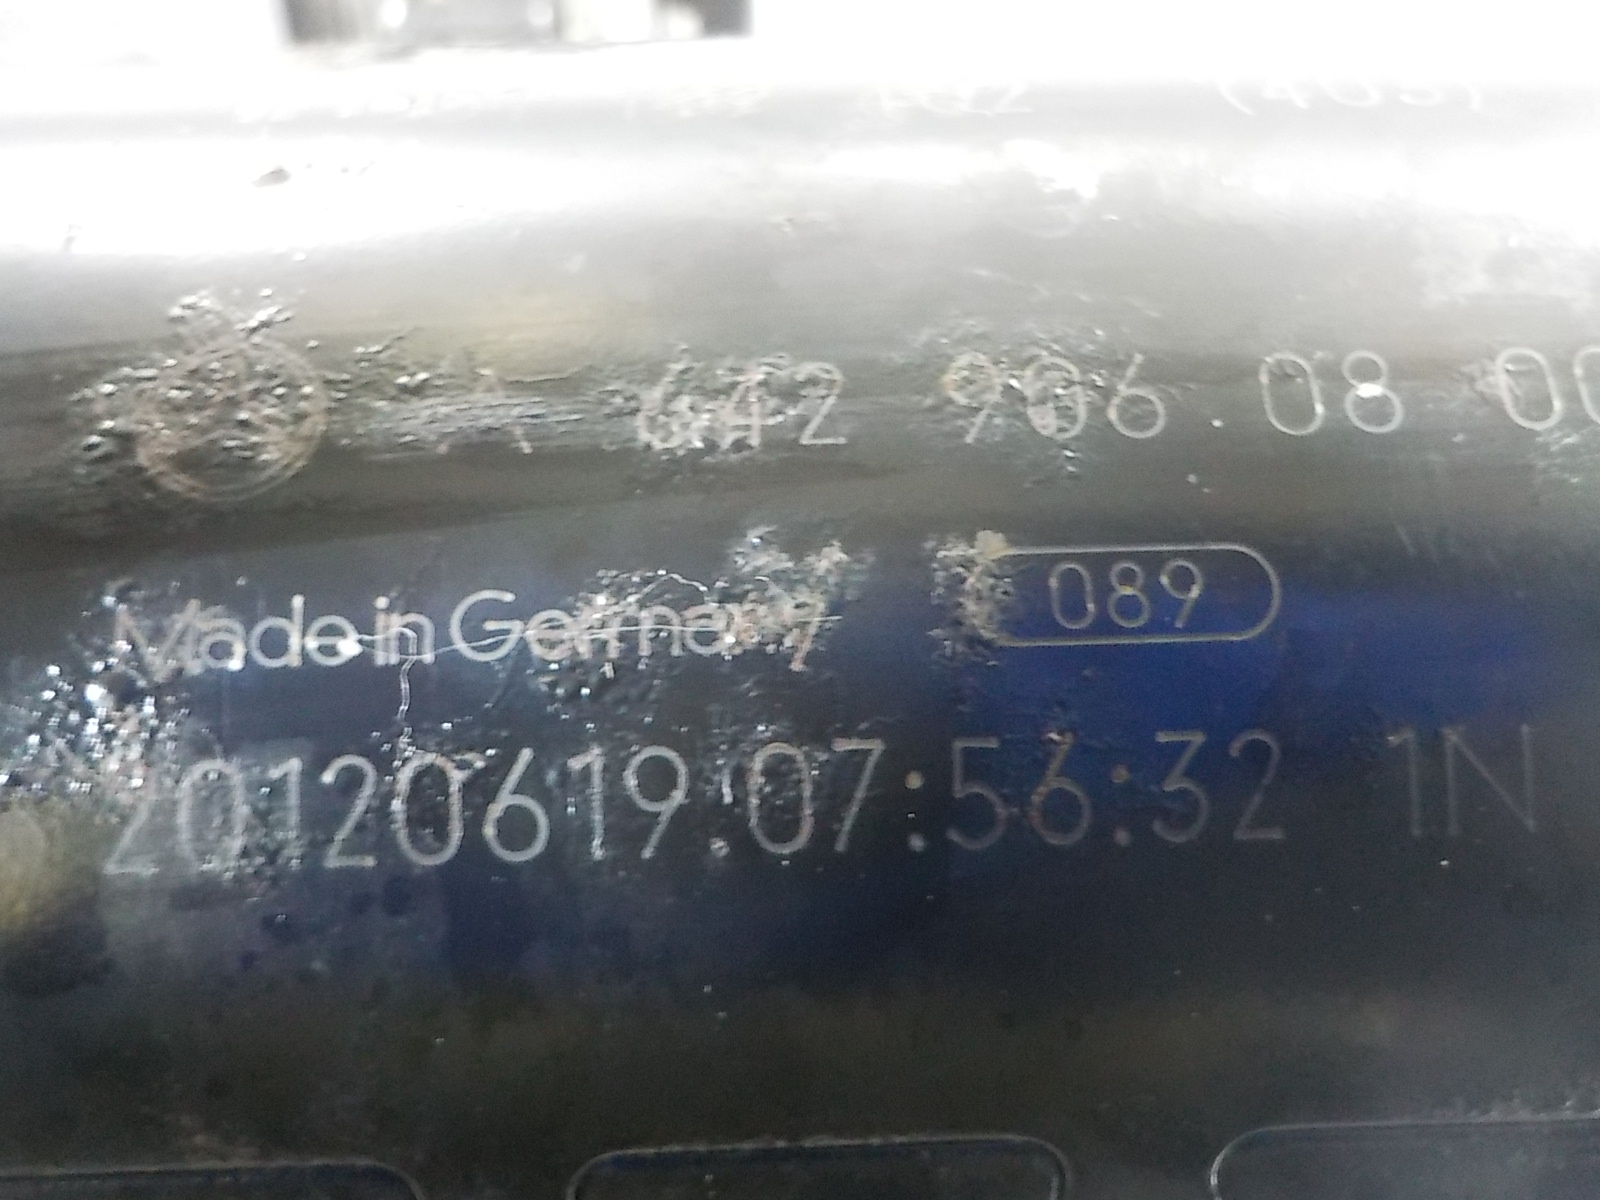 A 642 906 08 00
Made in Germany 089
20120619.07:56:32 1N